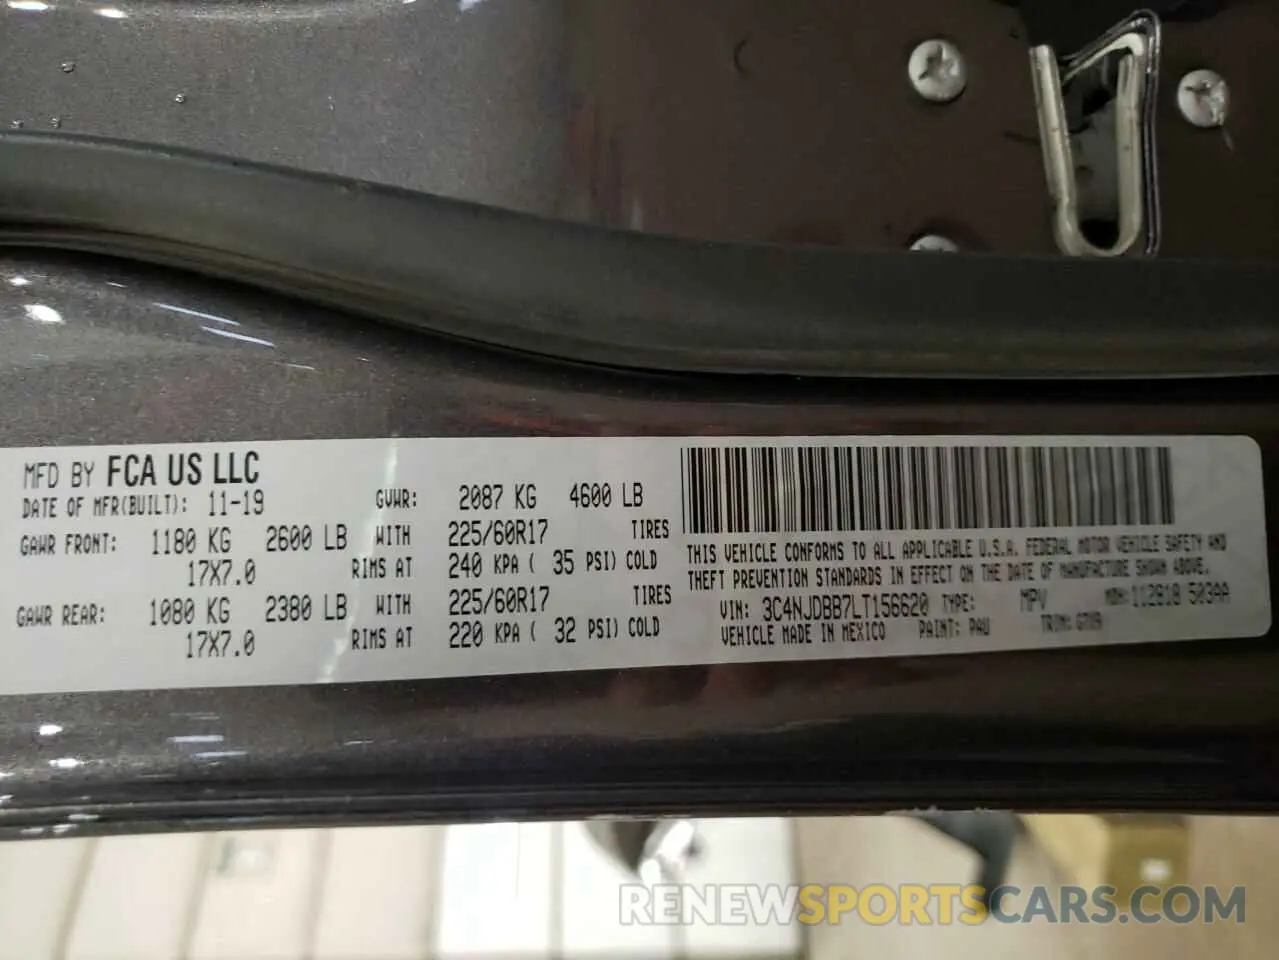 MFD BY FCA US LLC
DATE OF MFR(BUILT): 11-19 GVWR: 2087 KG 4600 LB
GAWR FRONT: 1180 KG 2600 LB WITH 225/60R17 TIRES
17X7.0 RIMS AT 240 KPA ( 35 PSI) COLD
GAWR REAR: 1080 KG 2380 LB WITH 225/60R17 TIRES
17X7.0 RIMS AT 220 KPA ( 32 PSI) COLD
THIS VEHICLE CONFORMS TO ALL APPLICABLE U.S.A. FEDERAL MOTOR VEHICLE SAFETY AND
THEFT PREVENTION STANDARDS IN EFFECT ON THE DATE OF MANUFACTURE SHOWN ABOVE.
VIN: 3C4NJDBB7LT156620 TYPE: MPV MDH: 503AA
VEHICLE MADE IN MEXICO PAINT: PAU TRIM:
RENEWSPORTSCARS.COM